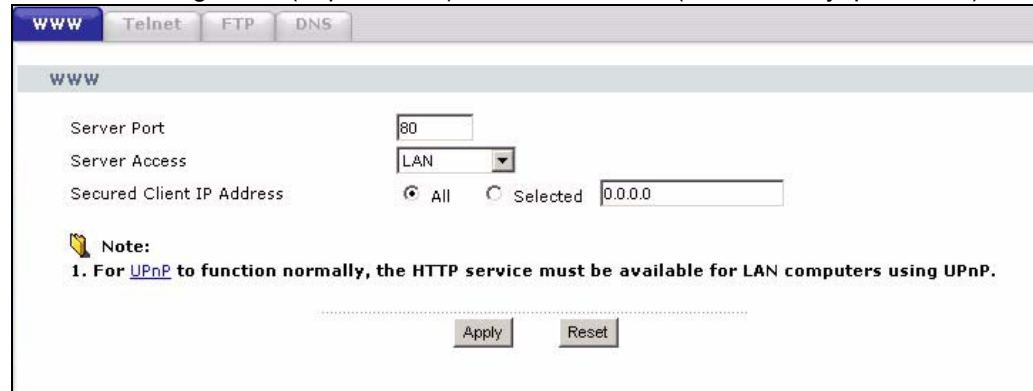 WWW Telnet FTP DNS
WWW
Server Port 80
Server Access LAN
Secured Client IP Address All Selected 0.0.0.0
Note:
1. For UPnP to function normally, the HTTP service must be available for LAN computers using UPnP.
Apply Reset